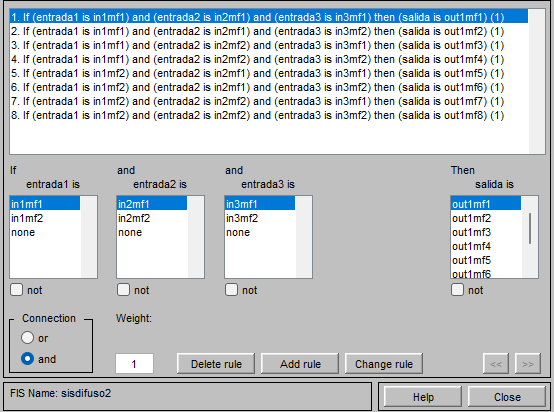 1. If (entrada1 is in1mf1) and (entrada2 is in2mf1) and (entrada3 is in3mf1) then (salida is out1mf1) (1)
2. If (entrada1 is in1mf1) and (entrada2 is in2mf1) and (entrada3 is in3mf2) then (salida is out1mf2) (1)
3. If (entrada1 is in1mf1) and (entrada2 is in2mf2) and (entrada3 is in3mf1) then (salida is out1mf3) (1)
4. If (entrada1 is in1mf1) and (entrada2 is in2mf2) and (entrada3 is in3mf2) then (salida is out1mf4) (1)
5. If (entrada1 is in1mf2) and (entrada2 is in2mf1) and (entrada3 is in3mf1) then (salida is out1mf5) (1)
6. If (entrada1 is in1mf2) and (entrada2 is in2mf1) and (entrada3 is in3mf2) then (salida is out1mf6) (1)
7. If (entrada1 is in1mf2) and (entrada2 is in2mf2) and (entrada3 is in3mf1) then (salida is out1mf7) (1)
8. If (entrada1 is in1mf2) and (entrada2 is in2mf2) and (entrada3 is in3mf2) then (salida is out1mf8) (1)
If
entrada1 is
in1mf1
in1mf2
none
not
and
entrada2 is
in2mf1
in2mf2
none
not
and
entrada3 is
in3mf1
in3mf2
none
not
Then
salida is
out1mf1
out1mf2
out1mf3
out1mf4
out1mf5
out1mf6
not
Connection
or
and
Weight:
1
Delete rule
Add rule
Change rule
<<
>>
FIS Name: sisdifuso2
Help
Close